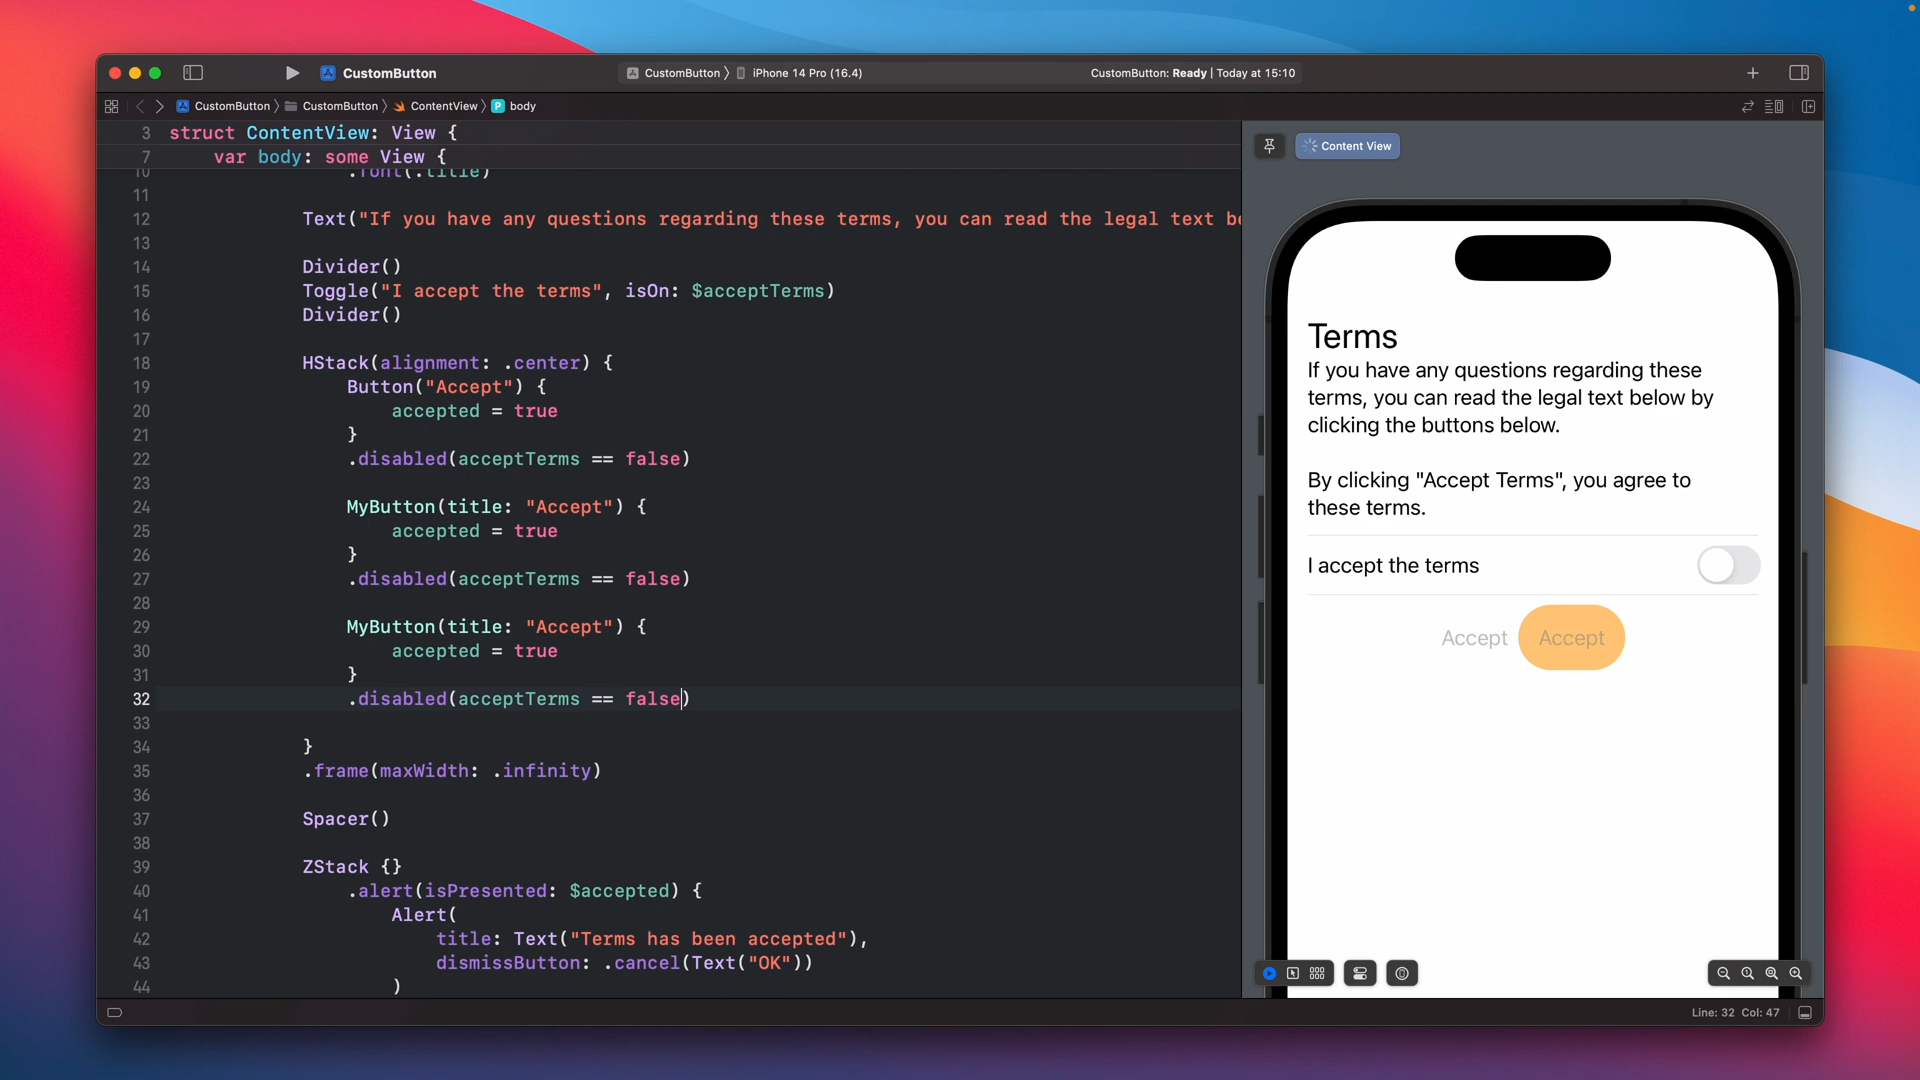 CustomButton
CustomButton 〉 iPhone 14 Pro (16.4)
CustomButton: Ready | Today at 15:10
CustomButton 〉 CustomButton 〉 ContentView 〉 P body
3 struct ContentView: View {
7 var body: some View {
10 .font(.title)
11
12 Text("If you have any questions regarding these terms, you can read the legal text be
13
14 Divider()
15 Toggle("I accept the terms", isOn: $acceptTerms)
16 Divider()
17
18 HStack(alignment: .center) {
19 Button("Accept") {
20 accepted = true
21 }
22 .disabled(acceptTerms == false)
23
24 MyButton(title: "Accept") {
25 accepted = true
26 }
27 .disabled(acceptTerms == false)
28
29 MyButton(title: "Accept") {
30 accepted = true
31 }
32 .disabled(acceptTerms == false)
33
34 }
35 .frame(maxWidth: .infinity)
36
37 Spacer()
38
39 ZStack {}
40 .alert(isPresented: $accepted) {
41 Alert(
42 title: Text("Terms has been accepted"),
43 dismissButton: .cancel(Text("OK"))
44 )
Content View
Terms
If you have any questions regarding these
terms, you can read the legal text below by
clicking the buttons below.
By clicking "Accept Terms", you agree to
these terms.
I accept the terms
Accept Accept
Line: 32 Col: 47